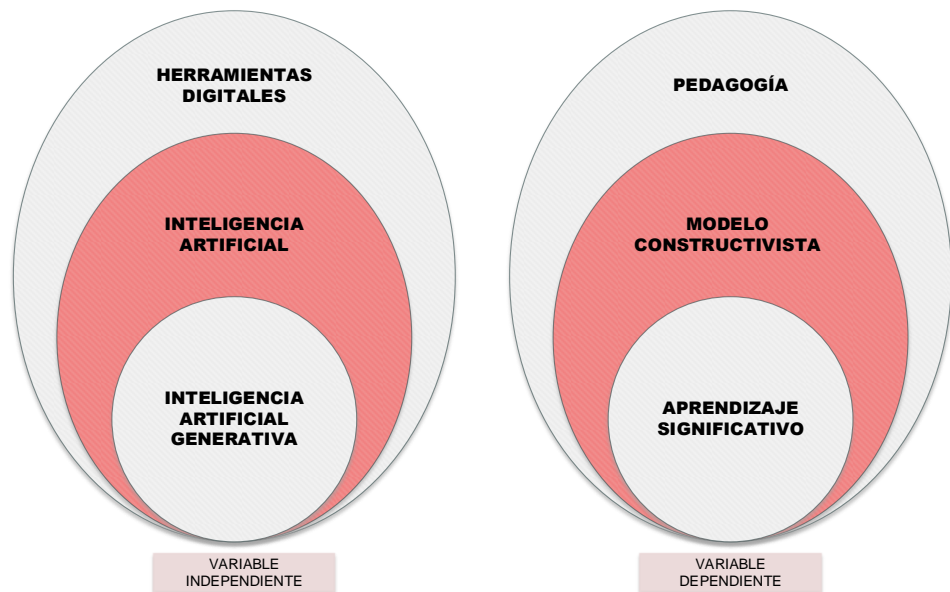 HERRAMIENTAS
DIGITALES
INTELIGENCIA
ARTIFICIAL
INTELIGENCIA
ARTIFICIAL
GENERATIVA
VARIABLE
INDEPENDIENTE
PEDAGOGÍA
MODELO
CONSTRUCTIVISTA
APRENDIZAJE
SIGNIFICATIVO
VARIABLE
DEPENDIENTE